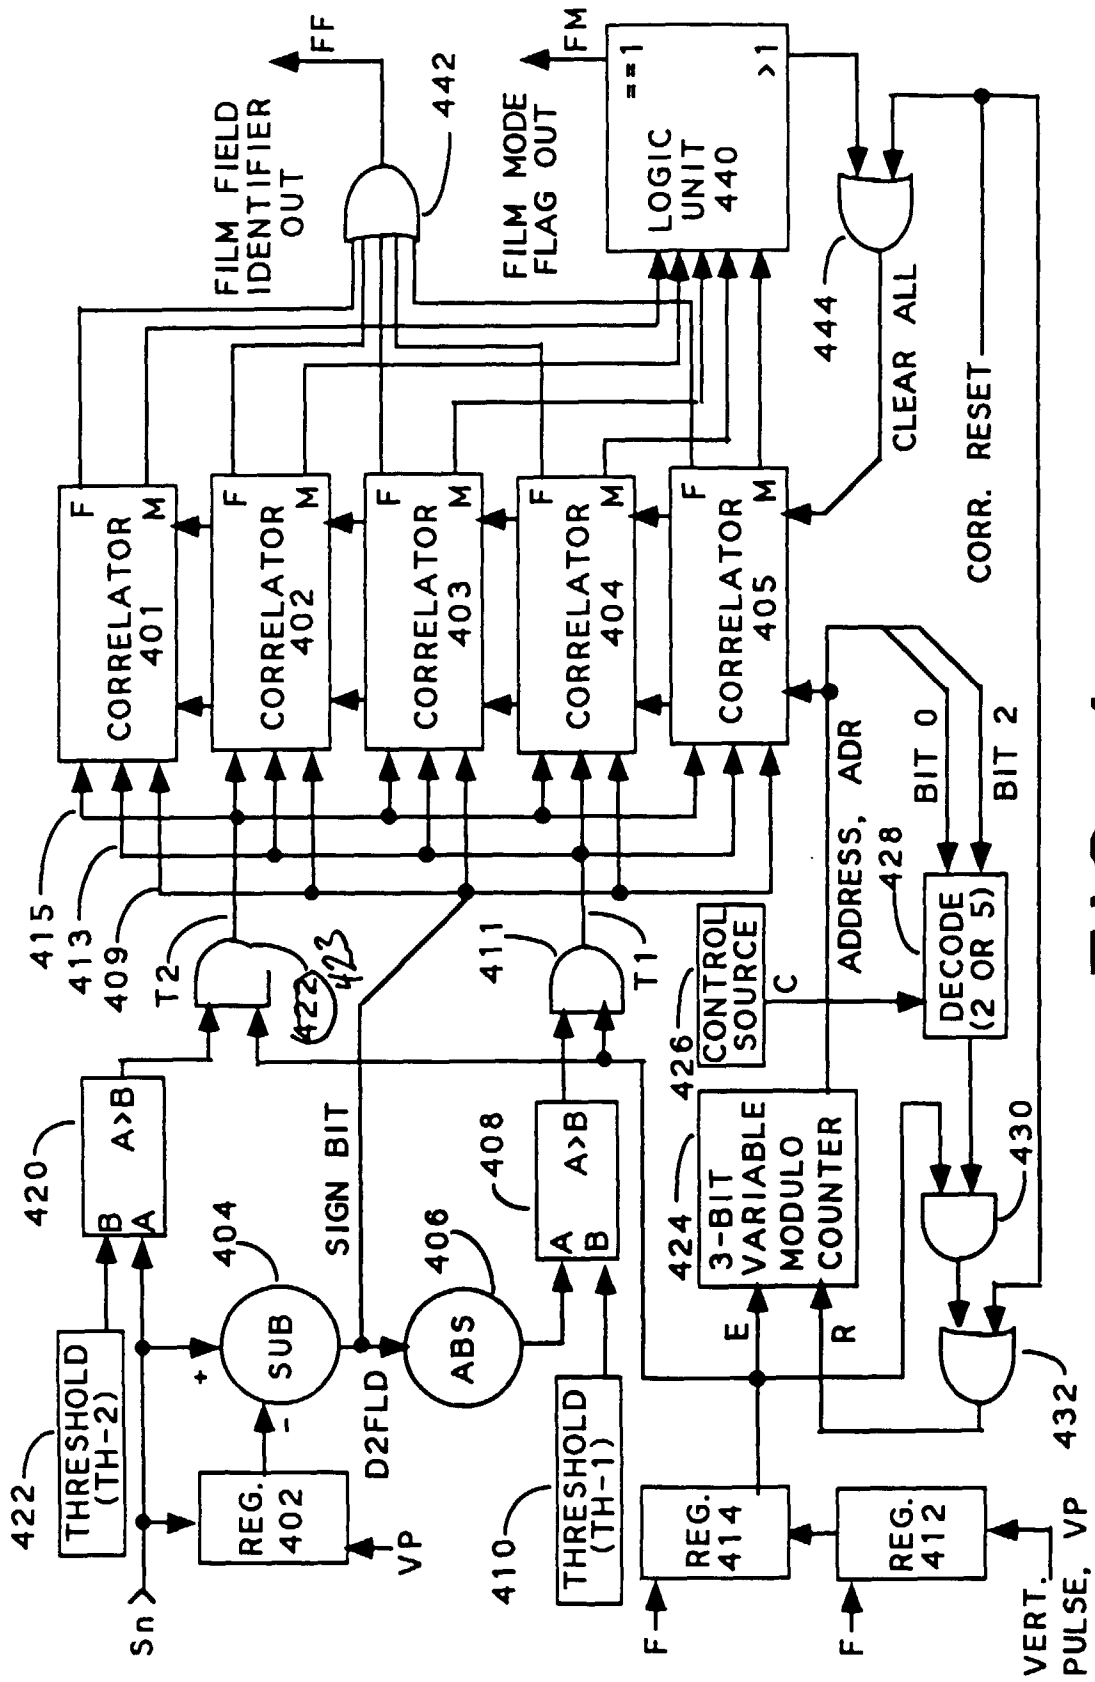 Sn
422
THRESHOLD
(TH-2)
REG.
402
VP
+
-
SUB
404
D2FLD
SIGN BIT
ABS
406
420
B
A
A>B
T2
422
423
415
413
409
410
THRESHOLD
(TH-1)
408
A
B
A>B
411
T1
CORRELATOR
401
F
M
CORRELATOR
402
F
M
CORRELATOR
403
F
M
CORRELATOR
404
F
M
CORRELATOR
405
F
M
FILM FIELD
IDENTIFIER
OUT
FF
442
FILM MODE
FLAG OUT
FM
==1
LOGIC
UNIT
440
>1
444
CLEAR ALL
CORR. RESET
F
REG.
414
F
REG.
412
VERT.
PULSE, VP
E
R
424
3-BIT
VARIABLE
MODULO
COUNTER
426
CONTROL
SOURCE
C
ADDRESS, ADR
BIT 0
BIT 2
428
DECODE
(2 OR 5)
430
432